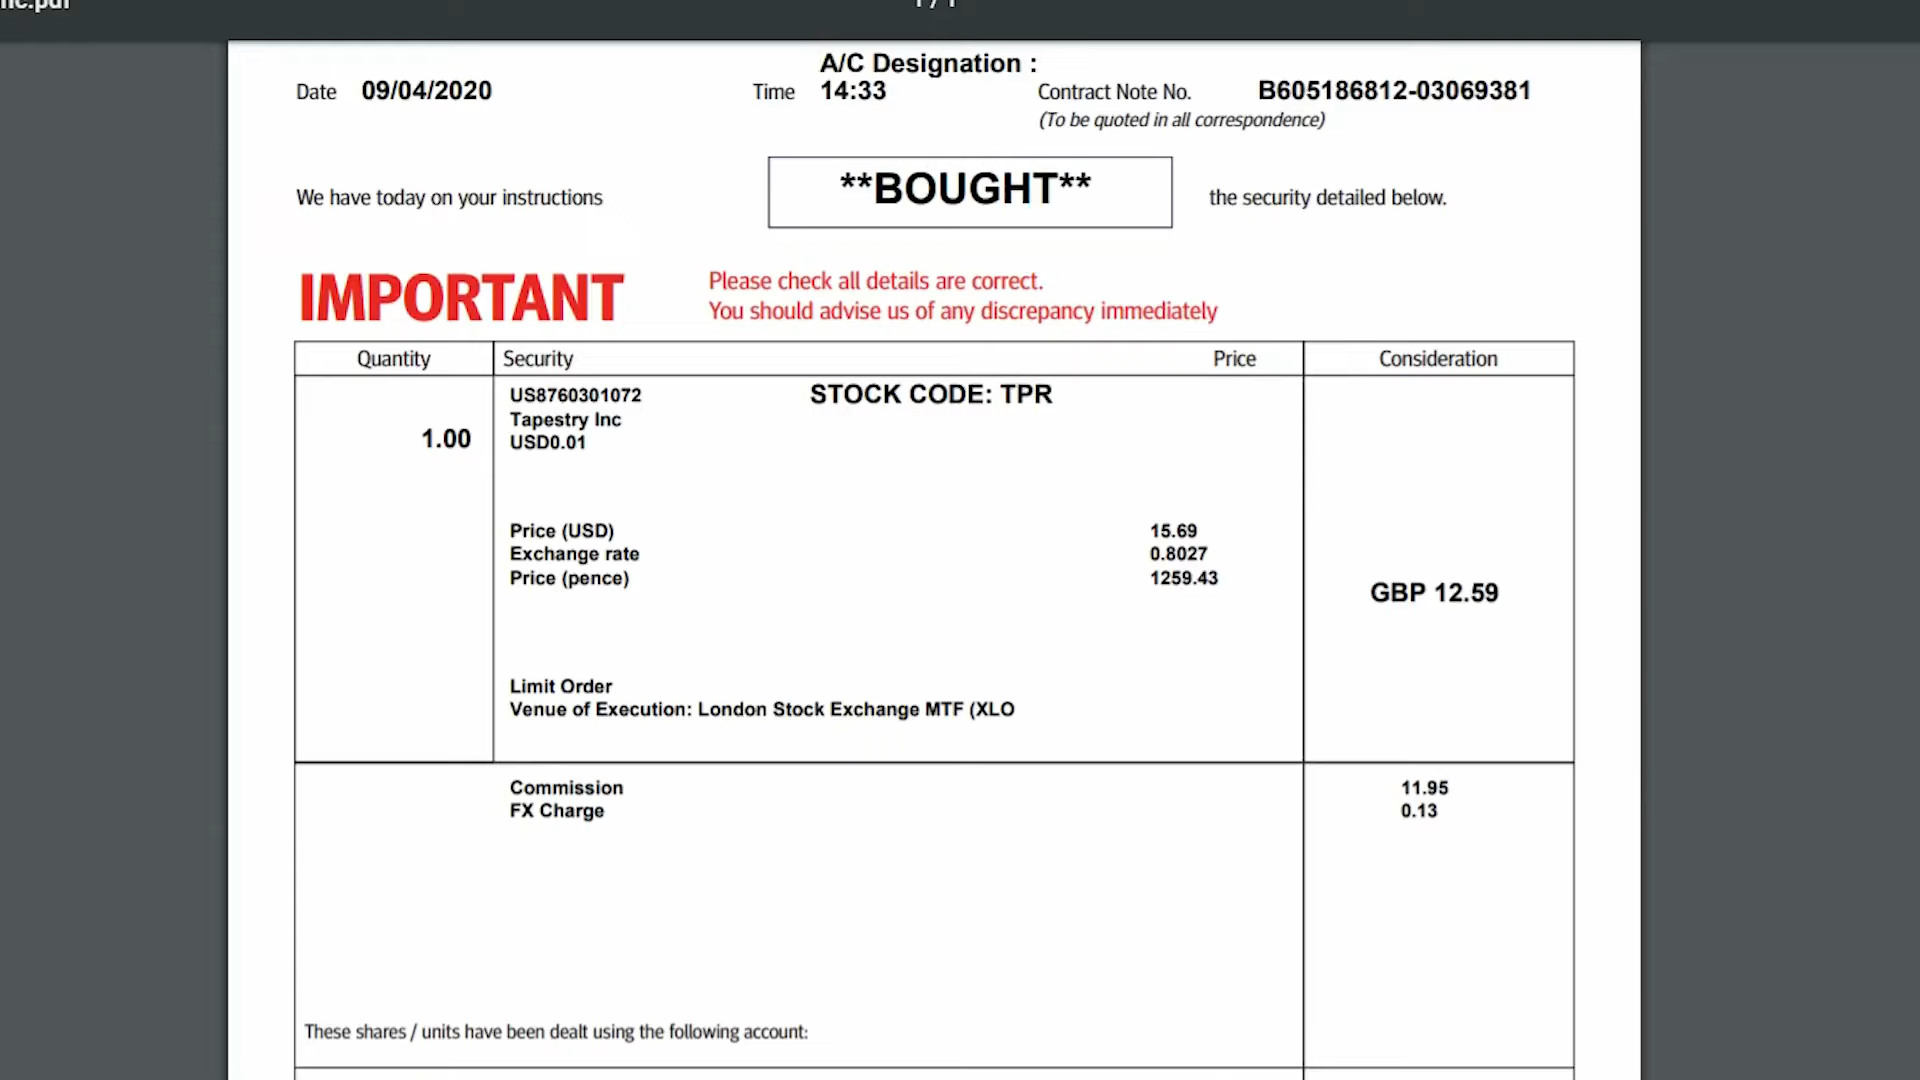 A/C Designation :
Date 09/04/2020 Time 14:33 Contract Note No. B605186812-03069381
(To be quoted in all correspondence)
We have today on your instructions **BOUGHT** the security detailed below.
IMPORTANT Please check all details are correct.
You should advise us of any discrepancy immediately
Quantity Security Price Consideration
US8760301072 STOCK CODE: TPR
Tapestry Inc
1.00 USD0.01
Price (USD) 15.69
Exchange rate 0.8027
Price (pence) 1259.43
GBP 12.59
Limit Order
Venue of Execution: London Stock Exchange MTF (XLO
Commission 11.95
FX Charge 0.13
These shares / units have been dealt using the following account: